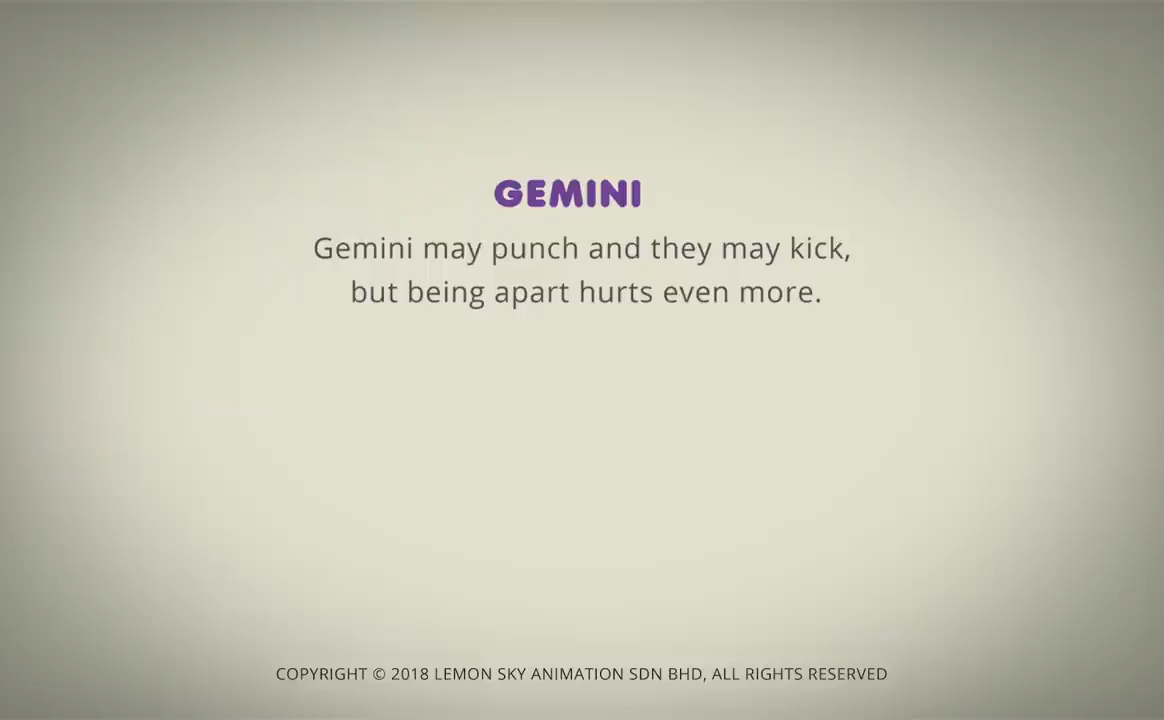 GEMINI
Gemini may punch and they may kick,
but being apart hurts even more.
COPYRIGHT © 2018 LEMON SKY ANIMATION SDN BHD, ALL RIGHTS RESERVED